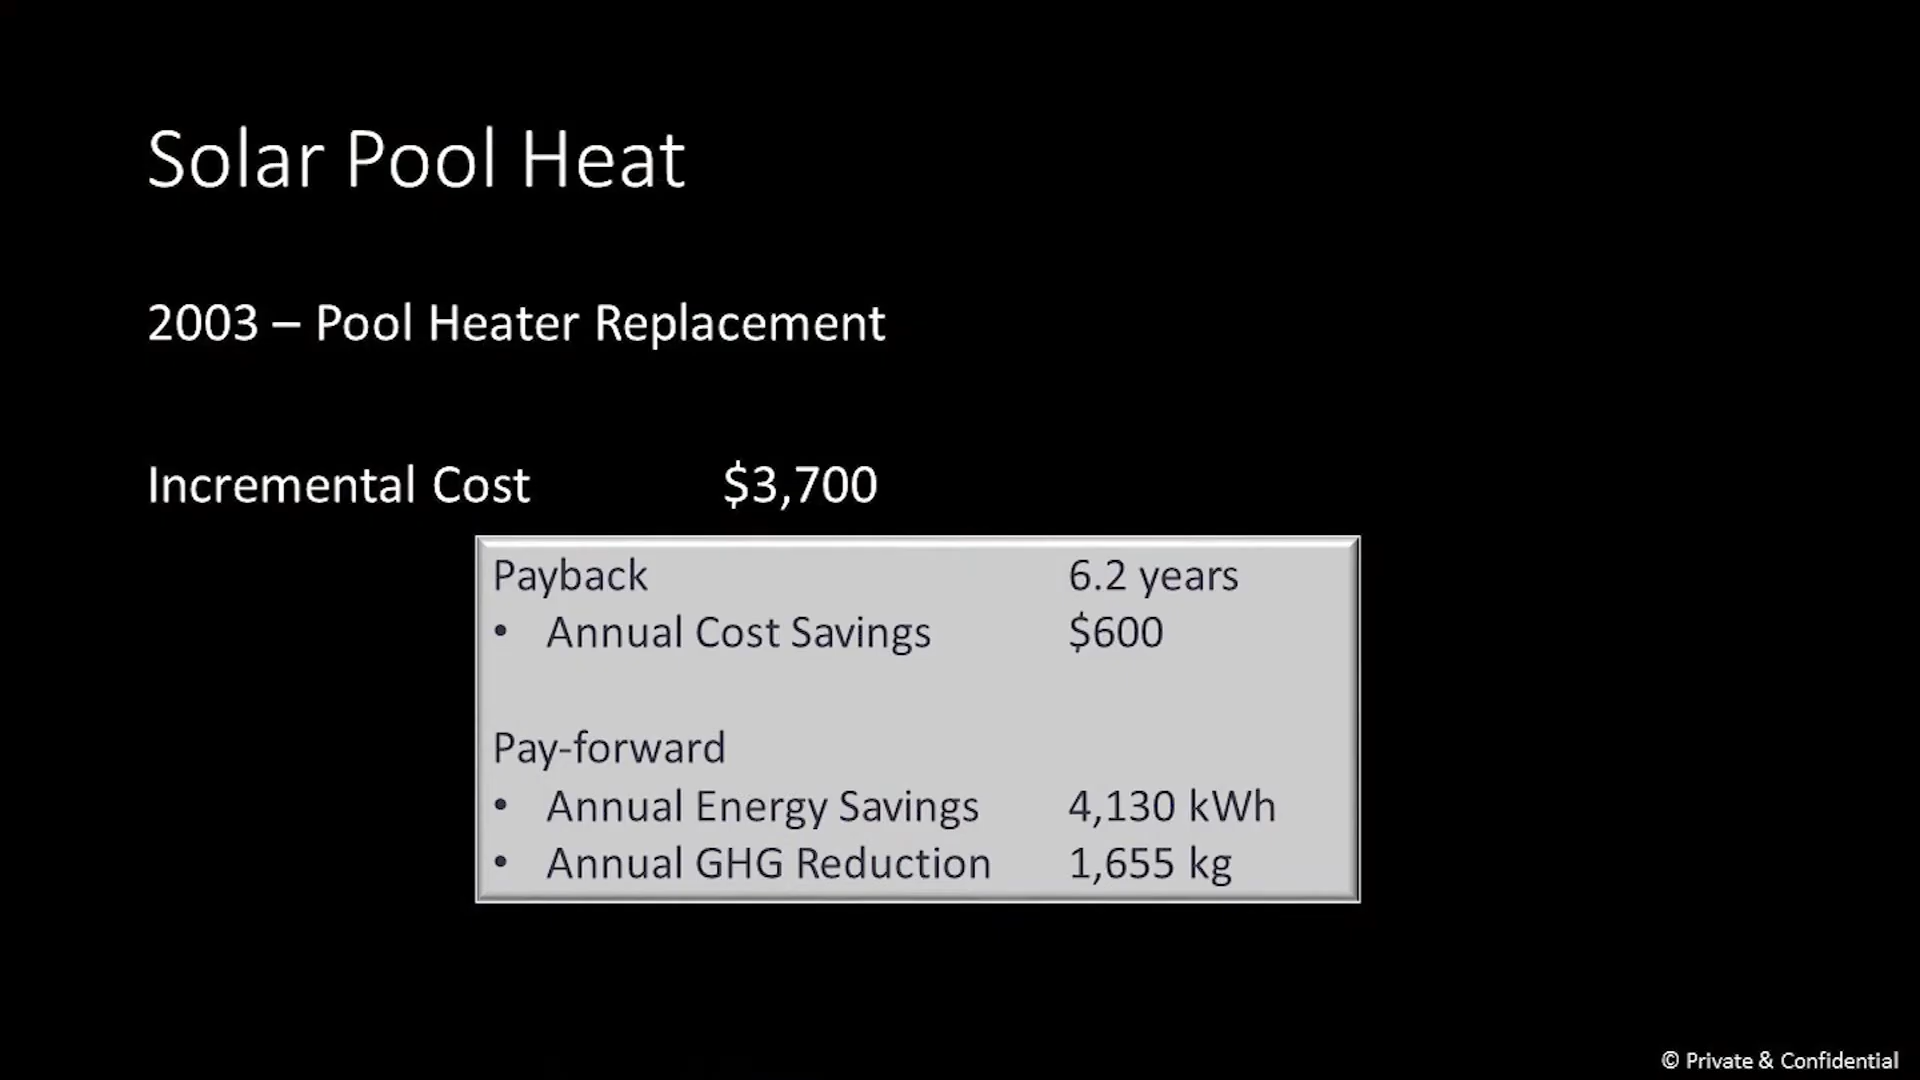 Solar Pool Heat
2003 – Pool Heater Replacement
Incremental Cost $3,700
Payback 6.2 years
• Annual Cost Savings $600
Pay-forward
• Annual Energy Savings 4,130 kWh
• Annual GHG Reduction 1,655 kg
© Private & Confidential